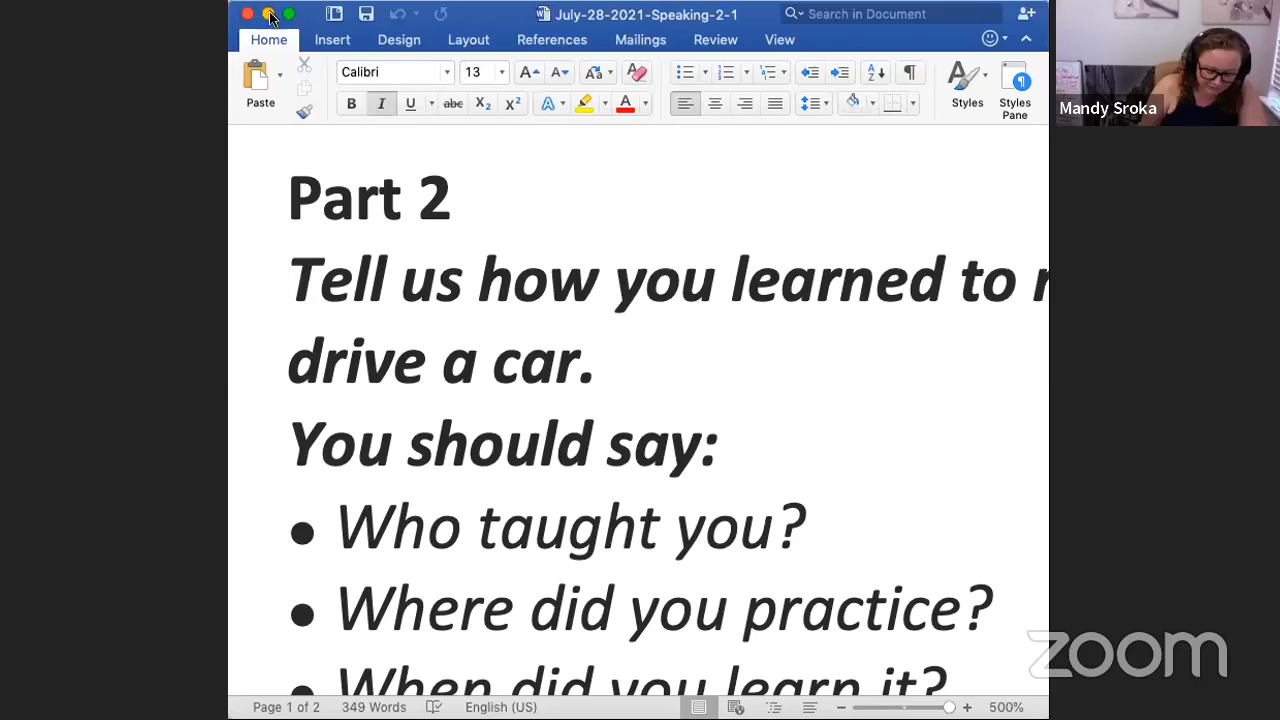 July-28-2021-Speaking-2-1
Search in Document
Home Insert Design Layout References Mailings Review View
Paste
Calibri 13
Styles
Styles Pane
Mandy Sroka
Part 2
Tell us how you learned to
drive a car.
You should say:
• Who taught you?
• Where did you practice?
• When did you learn it?
zoom
Page 1 of 2 349 Words English (US) 500%